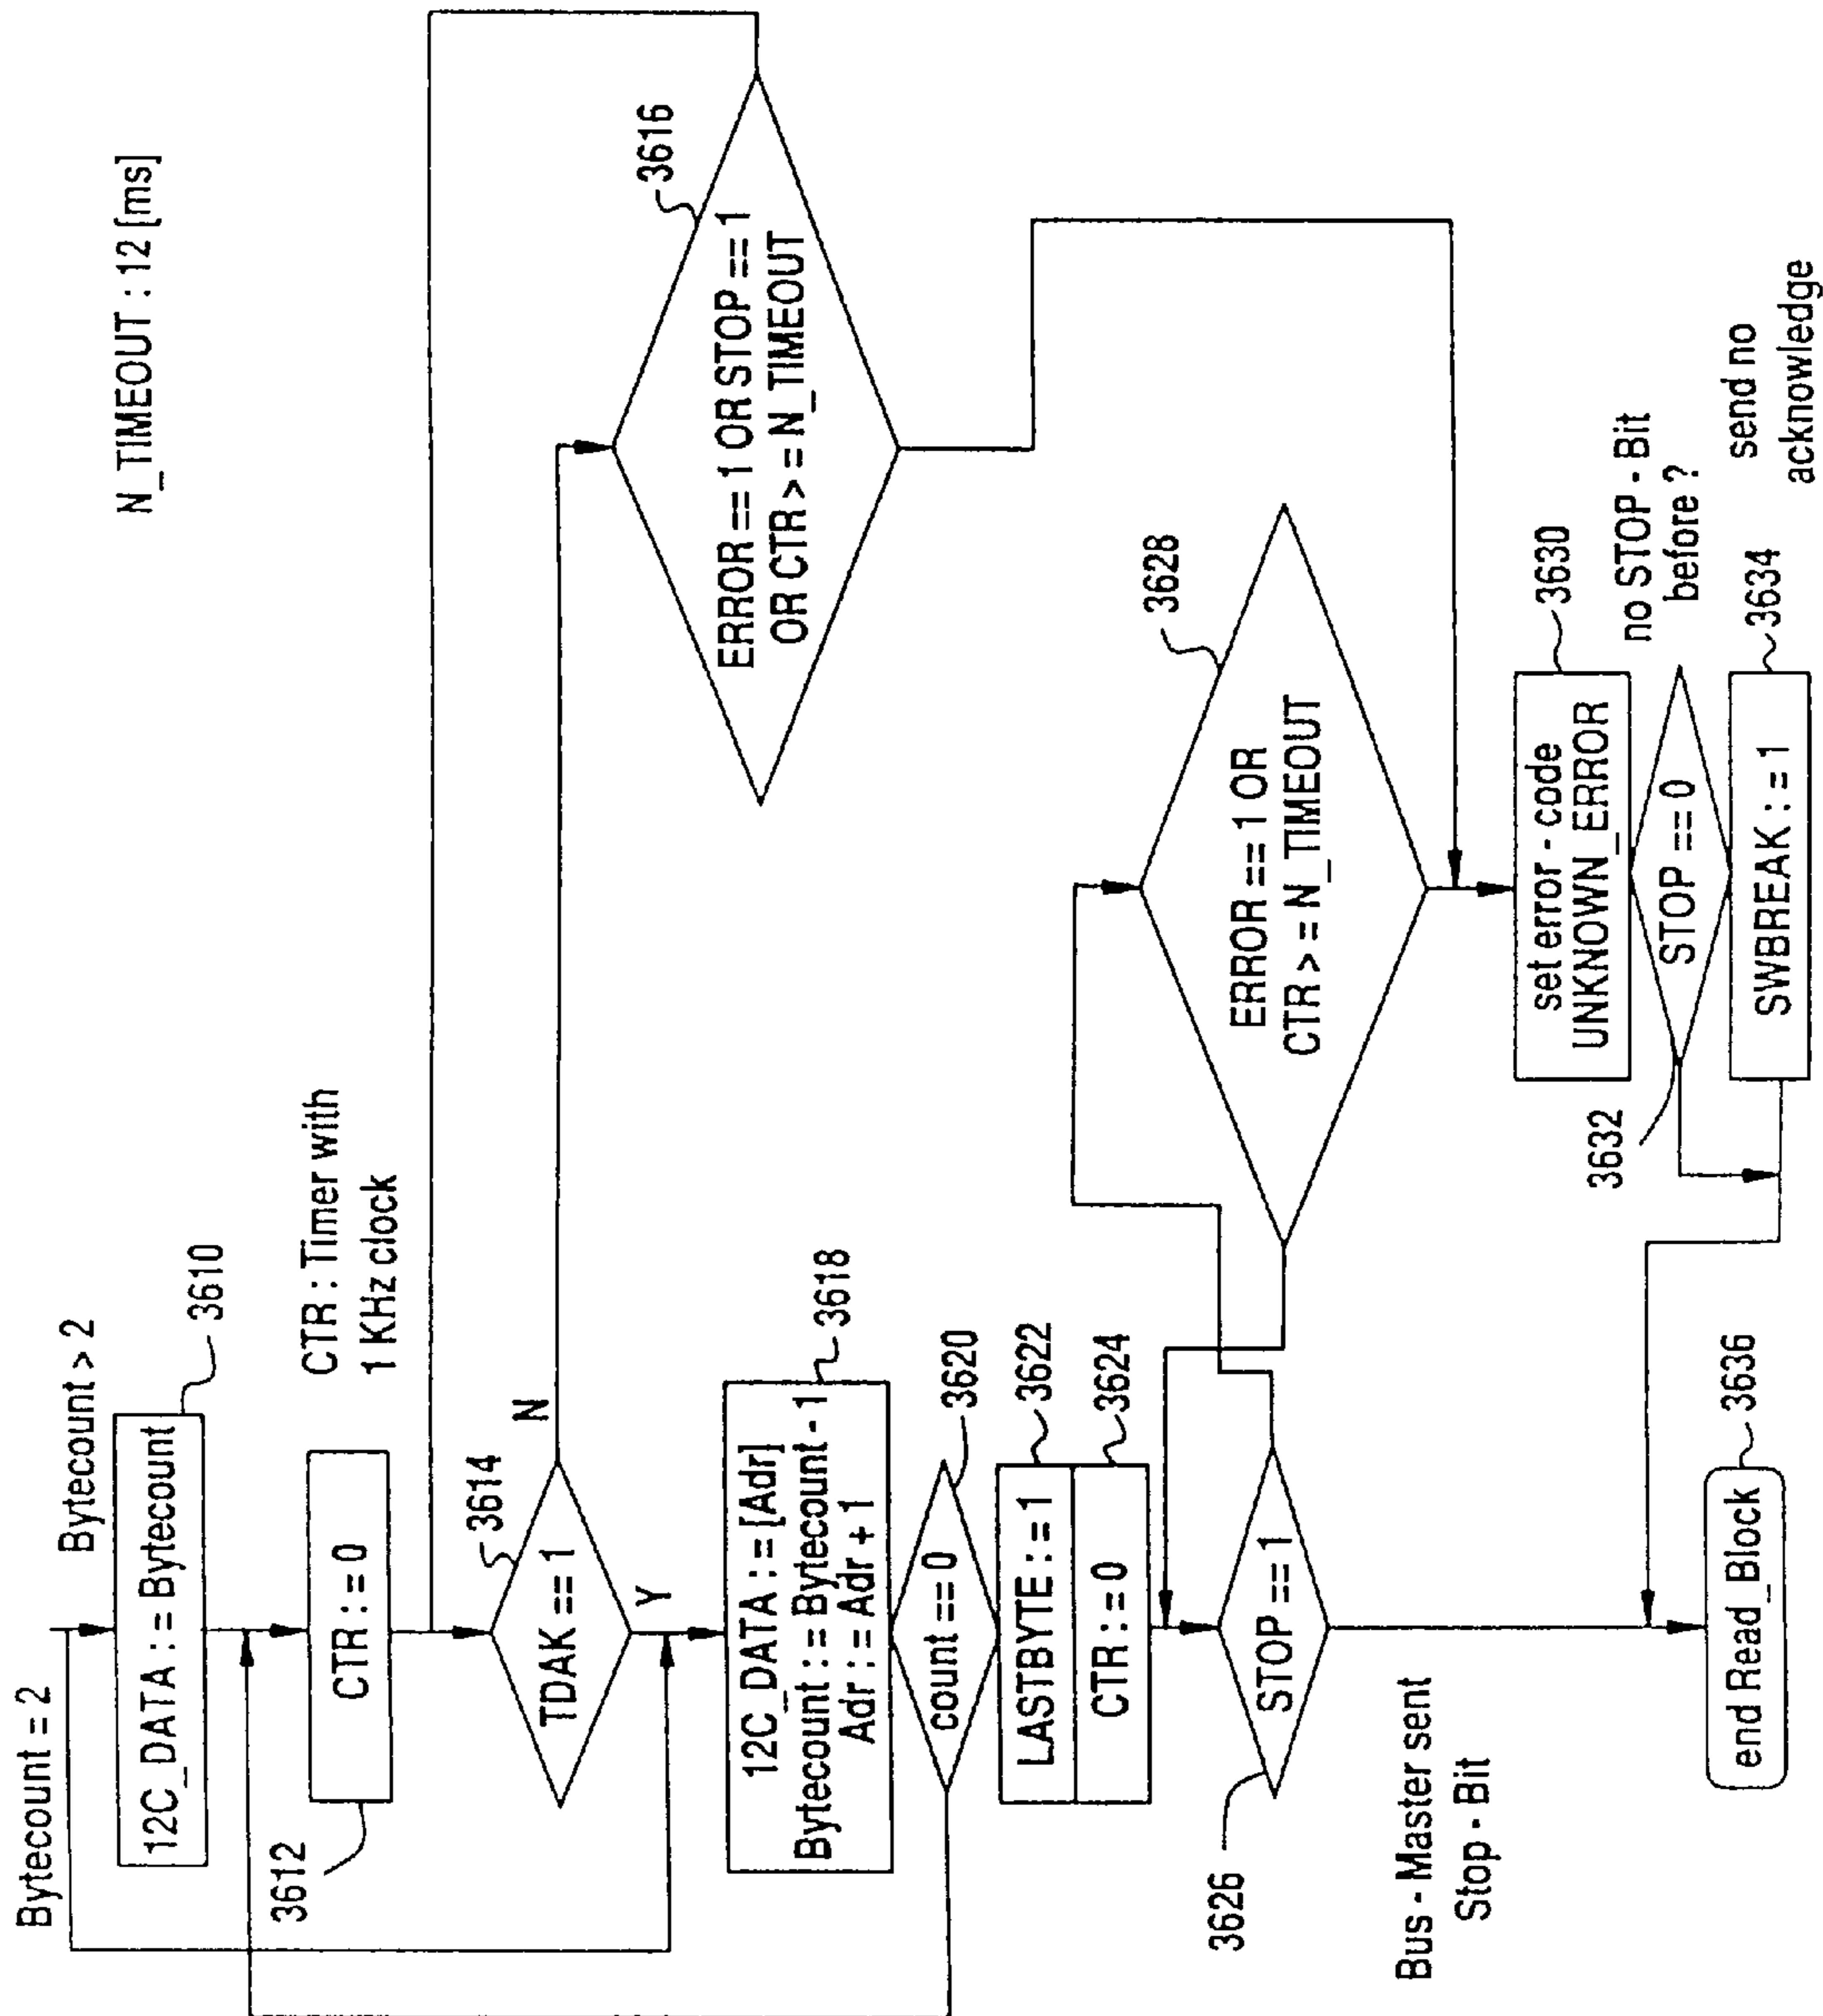 Bytecount = 2
Bytecount > 2
12C_DATA : = Bytecount
3610
N_TIMEOUT : 12 [ms]
3612
CTR : = 0
CTR : Timer with
1 KHz clock
3614
TDAK == 1
N
Y
3616
ERROR == 1 OR STOP == 1
OR CTR > = N_TIMEOUT
12C_DATA : = [Adr]
Bytecount : = Bytecount - 1
Adr : = Adr + 1
3618
count == 0
3620
LASTBYTE : = 1
3622
CTR : = 0
3624
3626
STOP == 1
Bus - Master sent
Stop - Bit
3628
ERROR == 1 OR
CTR > = N_TIMEOUT
set error - code
UNKNOWN_ERROR
3630
3632
STOP == 0
no STOP - Bit
before ?
SWBREAK : = 1
3634
send no
acknowledge
end Read_Block
3636